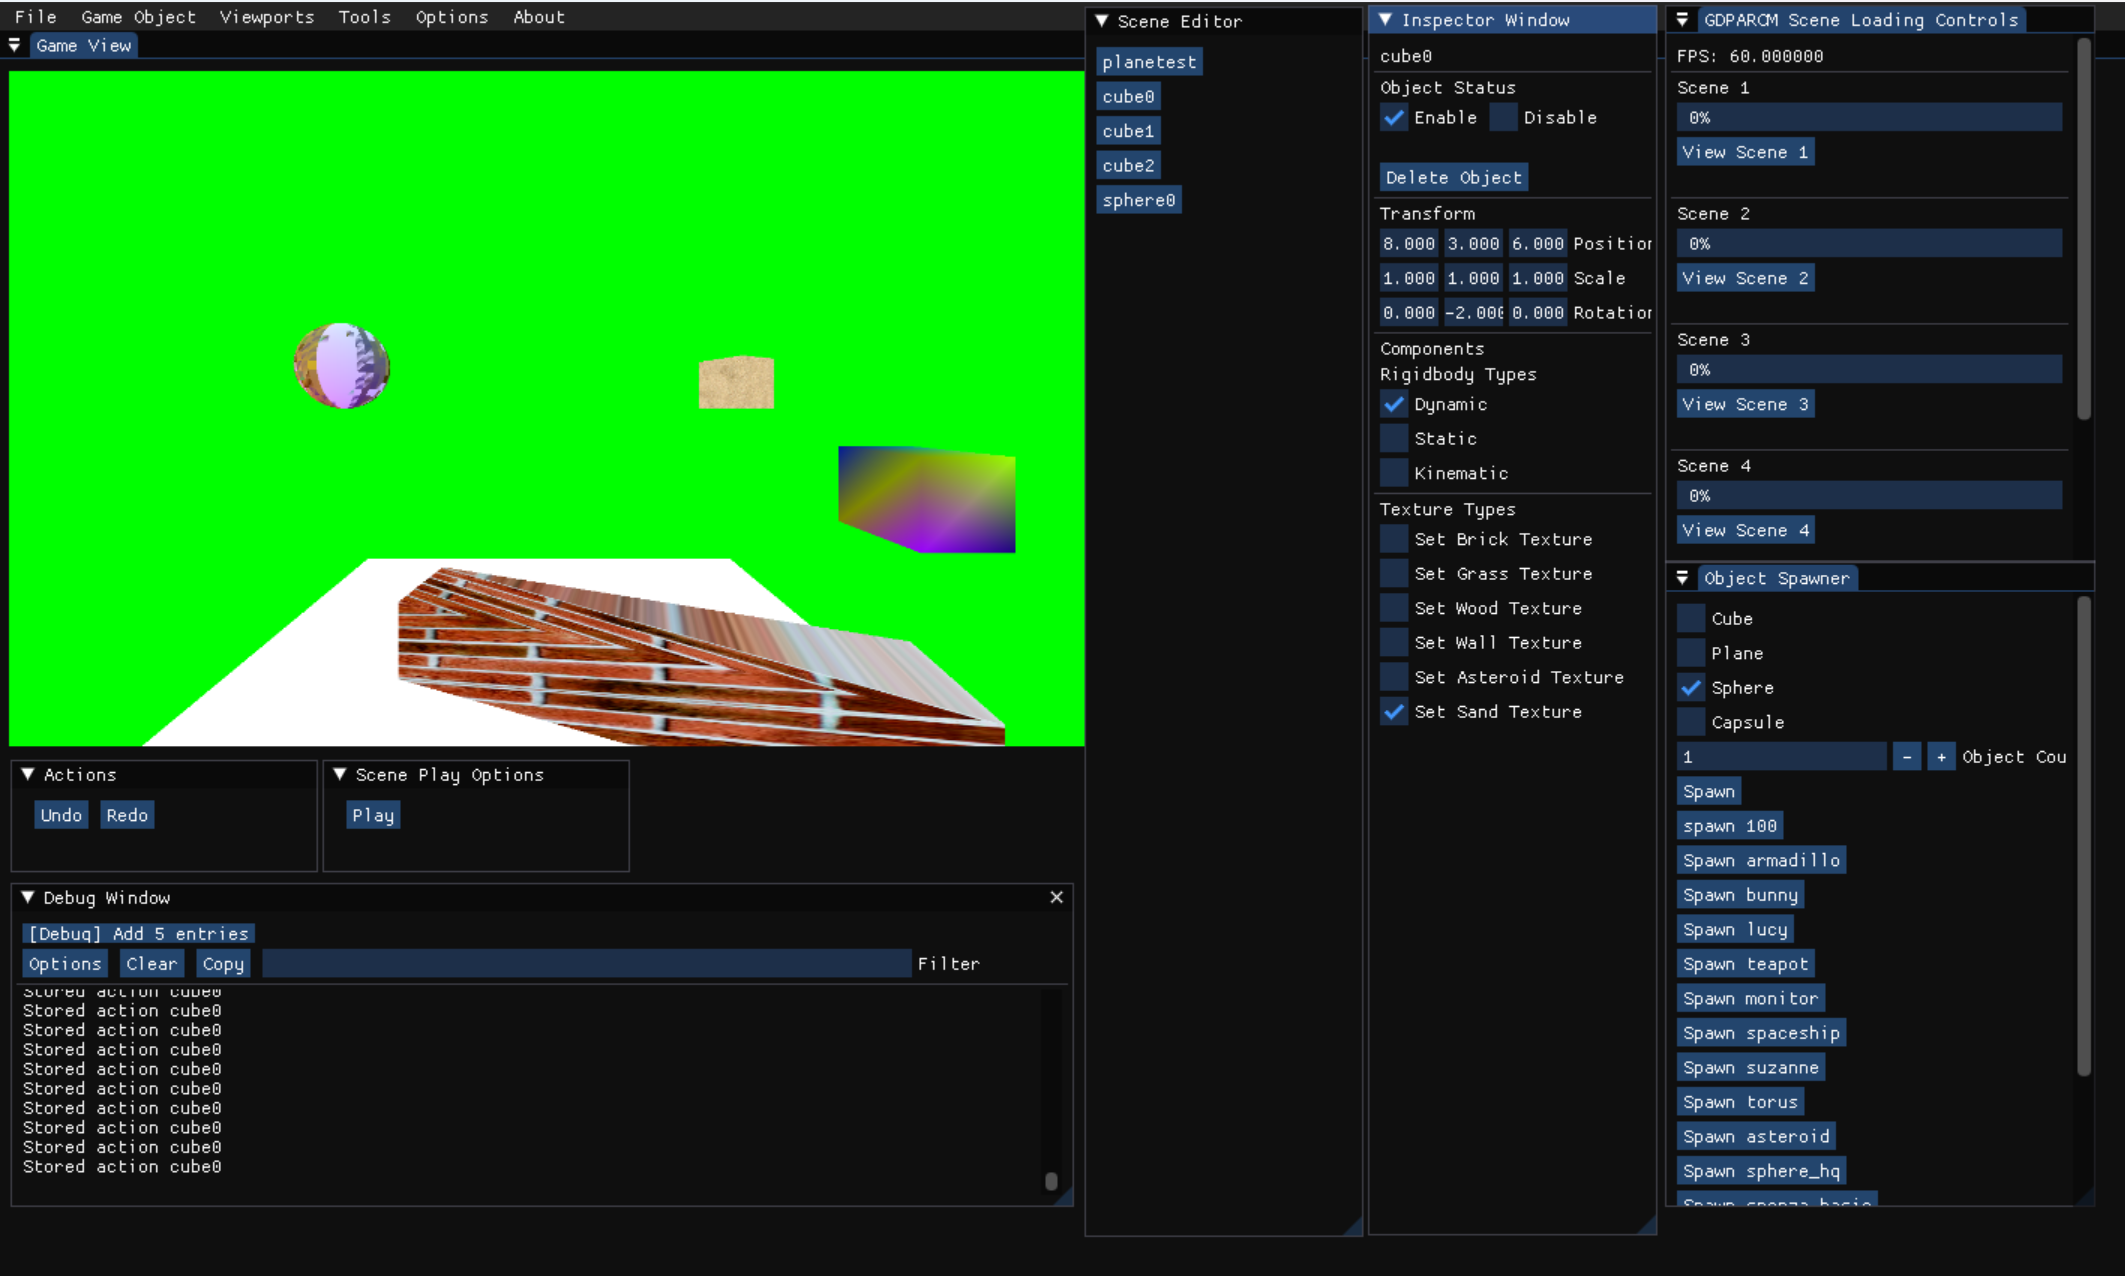 File Game Object Viewports Tools Options About
Game View
Scene Editor
planetest
cube0
cube1
cube2
sphere0
Inspector Window
cube0
Object Status
Enable Disable
Delete Object
Transform
8.000 3.000 6.000 Position
1.000 1.000 1.000 Scale
0.000 -2.000 0.000 Rotation
Components
Rigidbody Types
Dynamic
Static
Kinematic
Texture Types
Set Brick Texture
Set Grass Texture
Set Wood Texture
Set Wall Texture
Set Asteroid Texture
Set Sand Texture
GDPARCM Scene Loading Controls
FPS: 60.000000
Scene 1
0%
View Scene 1
Scene 2
0%
View Scene 2
Scene 3
0%
View Scene 3
Scene 4
0%
View Scene 4
Object Spawner
Cube
Plane
Sphere
Capsule
1 - + Object Cou
Spawn
spawn 100
Spawn armadillo
Spawn bunny
Spawn lucy
Spawn teapot
Spawn monitor
Spawn spaceship
Spawn suzanne
Spawn torus
Spawn asteroid
Spawn sphere_hq
Spawn sponza_basic
Actions
Undo Redo
Scene Play Options
Play
Debug Window
[Debug] Add 5 entries
Options Clear Copy Filter
Stored action cube0
Stored action cube0
Stored action cube0
Stored action cube0
Stored action cube0
Stored action cube0
Stored action cube0
Stored action cube0
Stored action cube0
Stored action cube0